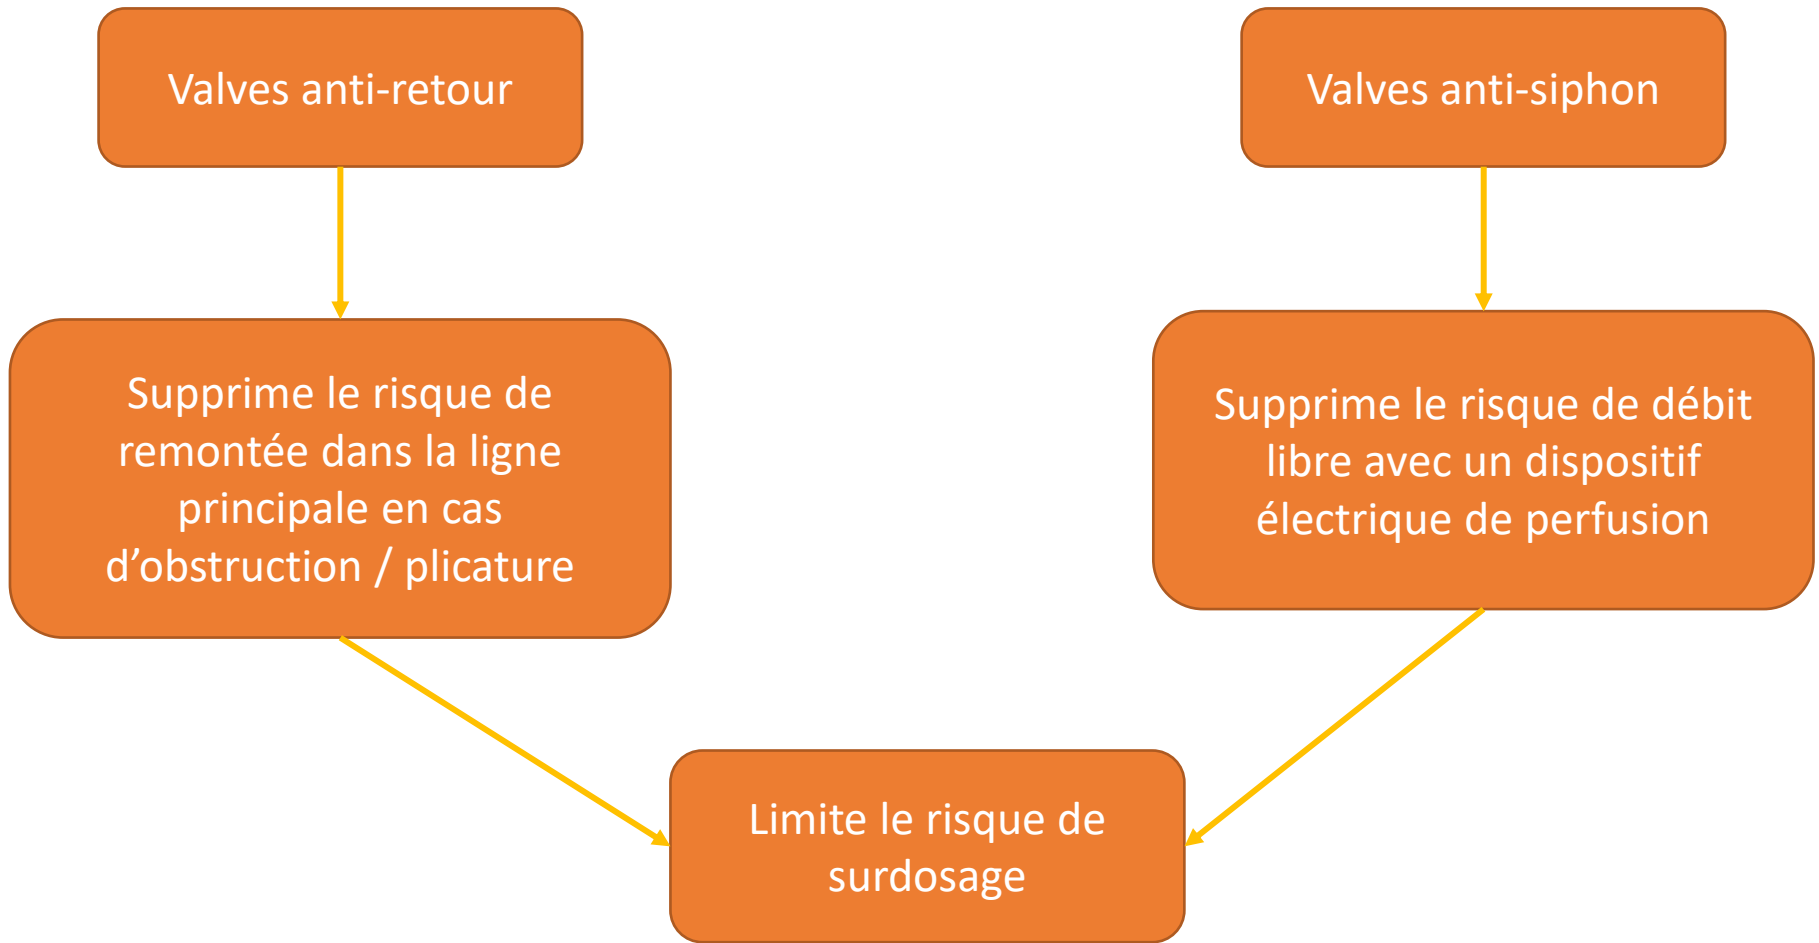 Valves anti-retour
Valves anti-siphon
Supprime le risque de
remontée dans la ligne
principale en cas
d’obstruction / plicature
Supprime le risque de débit
libre avec un dispositif
électrique de perfusion
Limite le risque de
surdosage